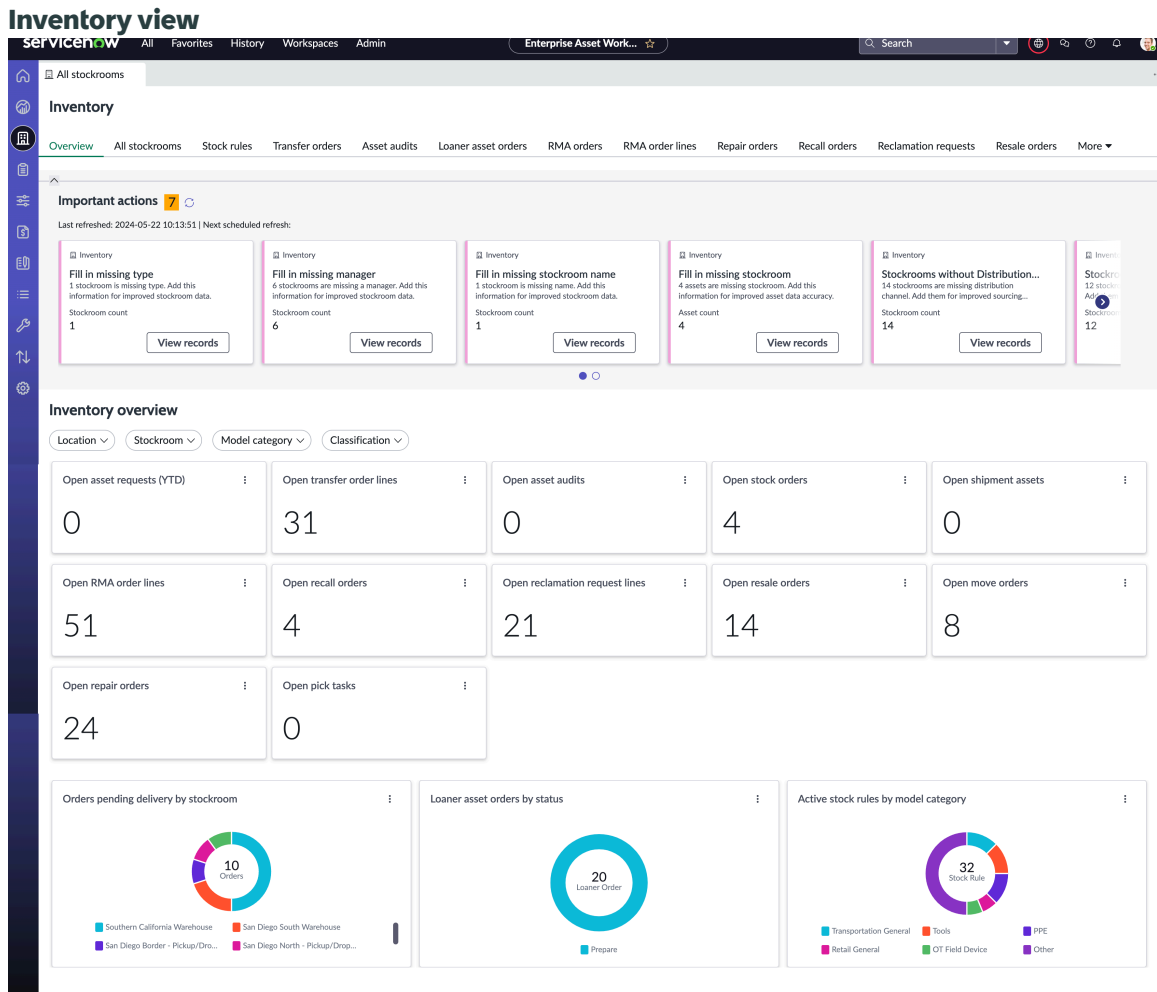 Inventory view
servicenow All Favorites History Workspaces Admin Enterprise Asset Work... Search
All stockrooms
Inventory
Overview All stockrooms Stock rules Transfer orders Asset audits Loaner asset orders RMA orders RMA order lines Repair orders Recall orders Reclamation requests Resale orders More
Important actions 7
Last refreshed: 2024-05-22 10:13:51 | Next scheduled refresh:
Inventory
Fill in missing type
1 stockroom is missing type. Add this
information for improved stockroom data.
Stockroom count
1
View records
Inventory
Fill in missing manager
6 stockrooms are missing a manager. Add this
information for improved stockroom data.
Stockroom count
6
View records
Inventory
Fill in missing stockroom name
1 stockroom is missing name. Add this
information for improved stockroom data.
Stockroom count
1
View records
Inventory
Fill in missing stockroom
4 assets are missing stockroom. Add this
information for improved asset data accuracy.
Asset count
4
View records
Inventory
Stockrooms without Distribution...
14 stockrooms are missing distribution
channel. Add them for improved sourcing...
Stockroom count
14
View records
12
Inventory overview
Location Stockroom Model category Classification
Open asset requests (YTD)
0
Open transfer order lines
31
Open asset audits
0
Open stock orders
4
Open shipment assets
0
Open RMA order lines
51
Open recall orders
4
Open reclamation request lines
21
Open resale orders
14
Open move orders
8
Open repair orders
24
Open pick tasks
0
Orders pending delivery by stockroom
10
Orders
Southern California Warehouse San Diego South Warehouse
San Diego Border - Pickup/Dro... San Diego North - Pickup/Drop...
Loaner asset orders by status
20
Loaner Order
Prepare
Active stock rules by model category
32
Stock Rule
Transportation General Tools PPE
Retail General OT Field Device Other